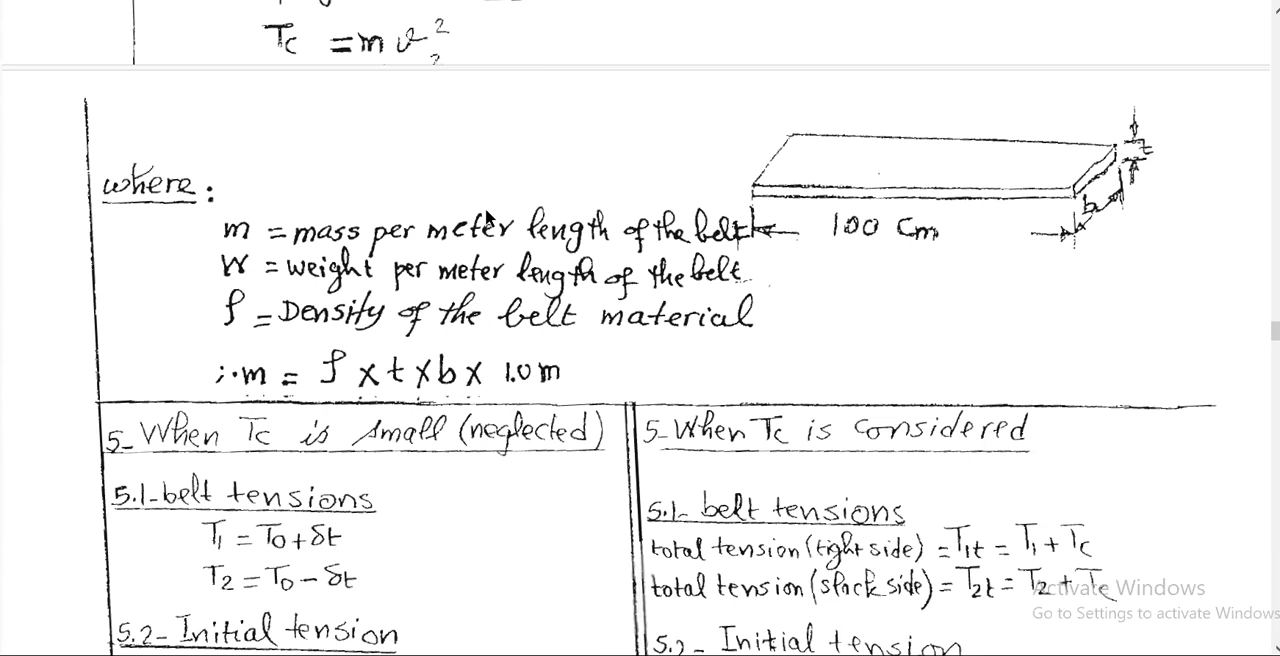 Tc = m v²
where:
t
b
100 cm
m = mass per meter length of the belt
W = weight per meter length of the belt
ρ = Density of the belt material
∴ m = ρ x t x b x 1.0 m
5- When Tc is small (neglected)
5.1- belt tensions
T1 = To + δt
T2 = To - δt
5.2- Initial tension
5- When Tc is considered
5.1- belt tensions
total tension (tight side) = T1t = T1 + Tc
total tension (slack side) = T2t = T2 + Tc
5.2- Initial tension
Activate Windows
Go to Settings to activate Windows